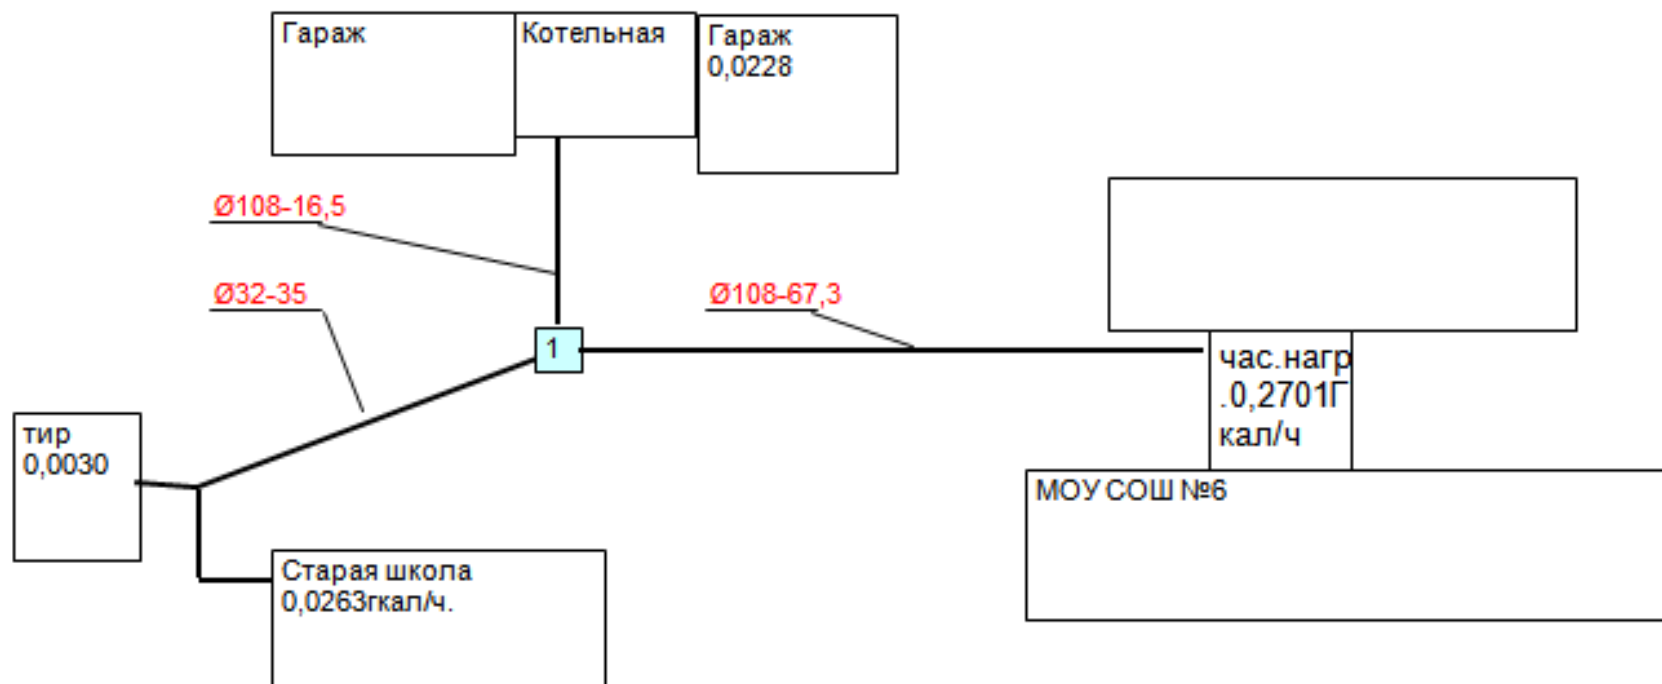 Гараж
Котельная
Гараж
0,0228
Ø108-16,5
Ø32-35
Ø108-67,3
1
час.нагр
.0,2701Г
кал/ч
тир
0,0030
МОУ СОШ №6
Старая школа
0,0263гкал/ч.